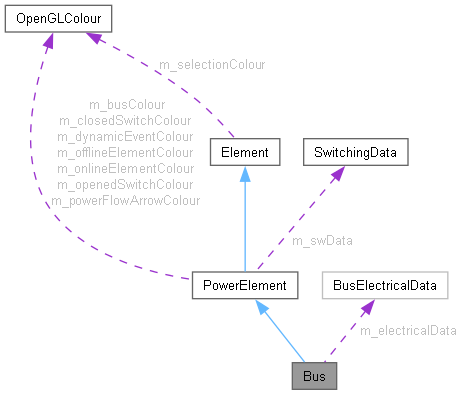 OpenGLColour
m_selectionColour
m_busColour
m_closedSwitchColour
m_dynamicEventColour
m_offlineElementColour
m_onlineElementColour
m_openedSwitchColour
m_powerFlowArrowColour
Element
SwitchingData
m_swData
PowerElement
BusElectricalData
m_electricalData
Bus